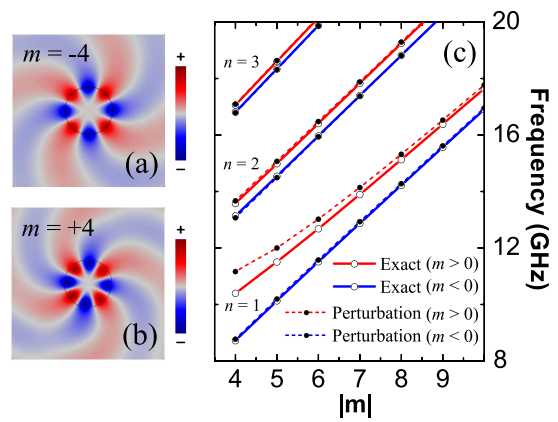 m = -4
+
−
(a)
m = +4
+
−
(b)
(c)
n = 3
n = 2
n = 1
Exact (m > 0)
Exact (m < 0)
Perturbation (m > 0)
Perturbation (m < 0)
4 5 6 7 8 9
|m|
20
16
12
8
Frequency (GHz)